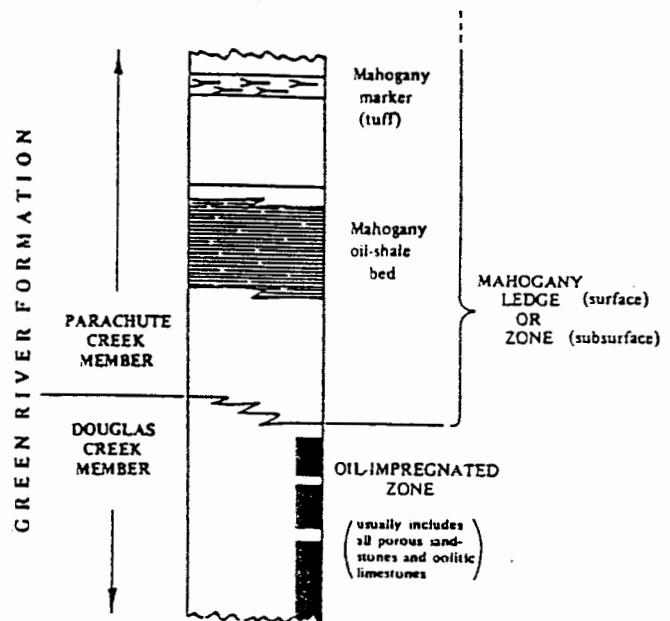 GREEN RIVER FORMATION
PARACHUTE
CREEK
MEMBER
DOUGLAS
CREEK
MEMBER
Mahogany
marker
(tuff)
Mahogany
oil-shale
bed
MAHOGANY
LEDGE (surface)
OR
ZONE (subsurface)
OIL-IMPREGNATED
ZONE
(usually includes
all porous sand-
stones and oolitic
limestones)